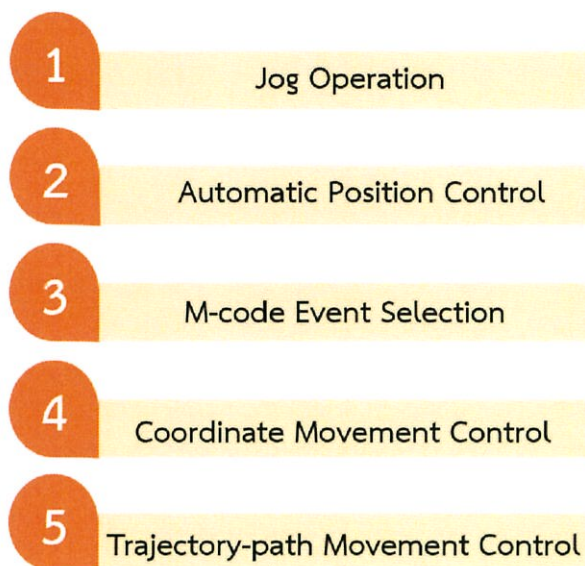 1 Jog Operation
2 Automatic Position Control
3 M-code Event Selection
4 Coordinate Movement Control
5 Trajectory-path Movement Control